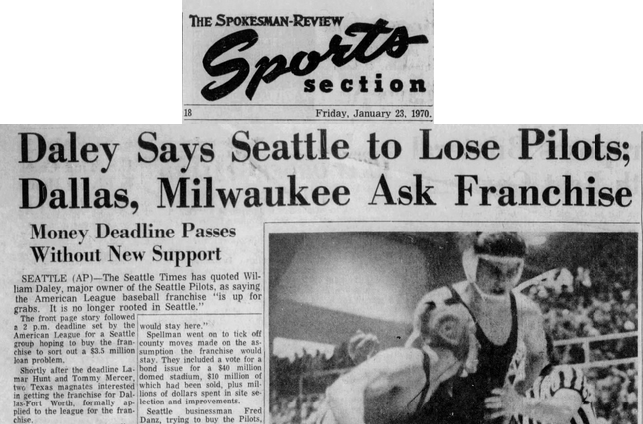 THE SPOKESMAN-REVIEW
Sports
section
18 Friday, January 23, 1970.
Daley Says Seattle to Lose Pilots;
Dallas, Milwaukee Ask Franchise
Money Deadline Passes
Without New Support
SEATTLE (AP)—The Seattle Times has quoted Wil-
liam Daley, major owner of the Seattle Pilots, as saying
the American League baseball franchise "is up for
grabs. It is no longer rooted in Seattle."
The front page story followed
a 2 p.m. deadline set by the
American League for a Seattle
group hoping to buy the fran-
chise to sort out a $3.5 million
loan problem.
Shortly after the deadline La-
mar Hunt and Tommy Mercer,
two Texas magnates interested
in getting the franchise for Dal-
las-Fort Worth, formally ap-
plied to the league for the fran-
chise.
would stay here."
Spellman went on to tick off
county moves made on the as-
sumption the franchise would
stay. They included a vote for a
bond issue for a $40 million
domed stadium, $10 million of
which had been sold, plus mil-
lions of dollars spent in site se-
lection and improvements.
Seattle businessman Fred
Danz, trying to buy the Pilots,